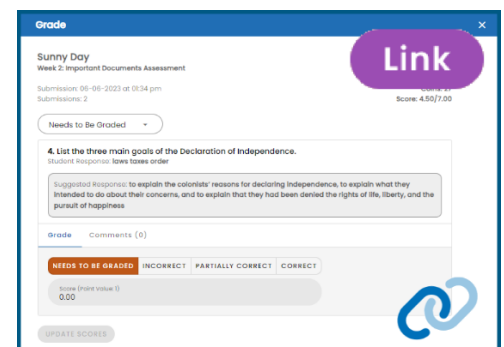 Grade ×
Link
Sunny Day
Week 2: Important Documents Assessment
Submission: 06-06-2023 at 01:34 pm
Submissions: 2
Score: 4.50/7.00
Needs to Be Graded
4. List the three main goals of the Declaration of Independence.
Student Response: laws taxes order
Suggested Response: to explain the colonists' reasons for declaring independence, to explain what they
intended to do about their concerns, and to explain that they had been denied the rights of life, liberty, and the
pursuit of happiness
Grade Comments (0)
NEEDS TO BE GRADED INCORRECT PARTIALLY CORRECT CORRECT
Score (Point Value: 1)
0.00
UPDATE SCORES